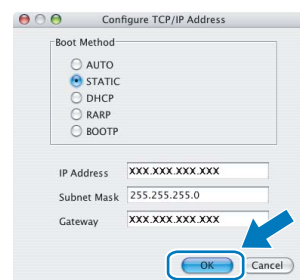 Configure TCP/IP Address
Boot Method
AUTO
STATIC
DHCP
RARP
BOOTP
IP Address XXX.XXX.XXX.XXX
Subnet Mask 255.255.255.0
Gateway XXX.XXX.XXX.XXX
OK Cancel